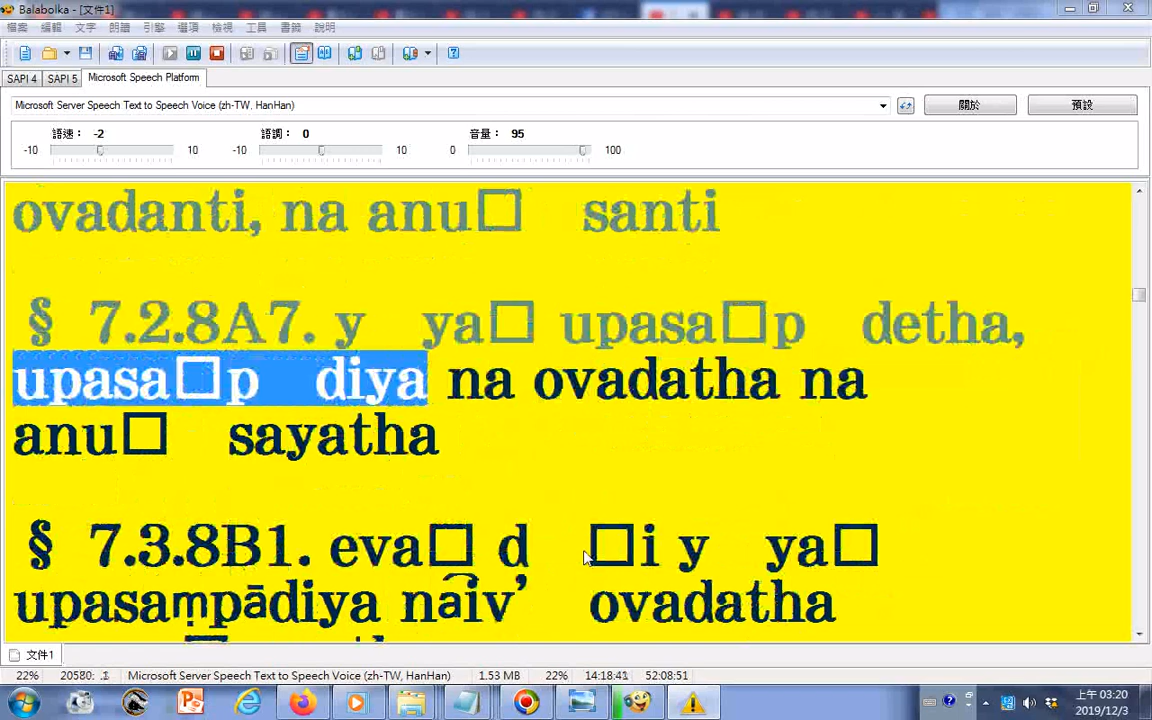 Balabolka - [文件1]
檔案 編輯 文字 朗讀 引擎 選項 檢視 工具 書籤 說明
SAPI 4 SAPI 5 Microsoft Speech Platform
Microsoft Server Speech Text to Speech Voice (zh-TW, HanHan) 關於 預設
語速： -2 語調： 0 音量： 95
-10 10 -10 10 0 100
ovadanti, na anu□ santi
§ 7.2.8A7. y ya□ upasa□p detha,
upasa□p diya na ovadatha na
anu□ sayatha
§ 7.3.8B1. eva□ d □i y ya□
upasaṃpādiya nâiv’ ovadatha
文件1
22% 20580: .1 Microsoft Server Speech Text to Speech Voice (zh-TW, HanHan) 1.53 MB 22% 14:18:41 52:08:51
上午 03:20
2019/12/3